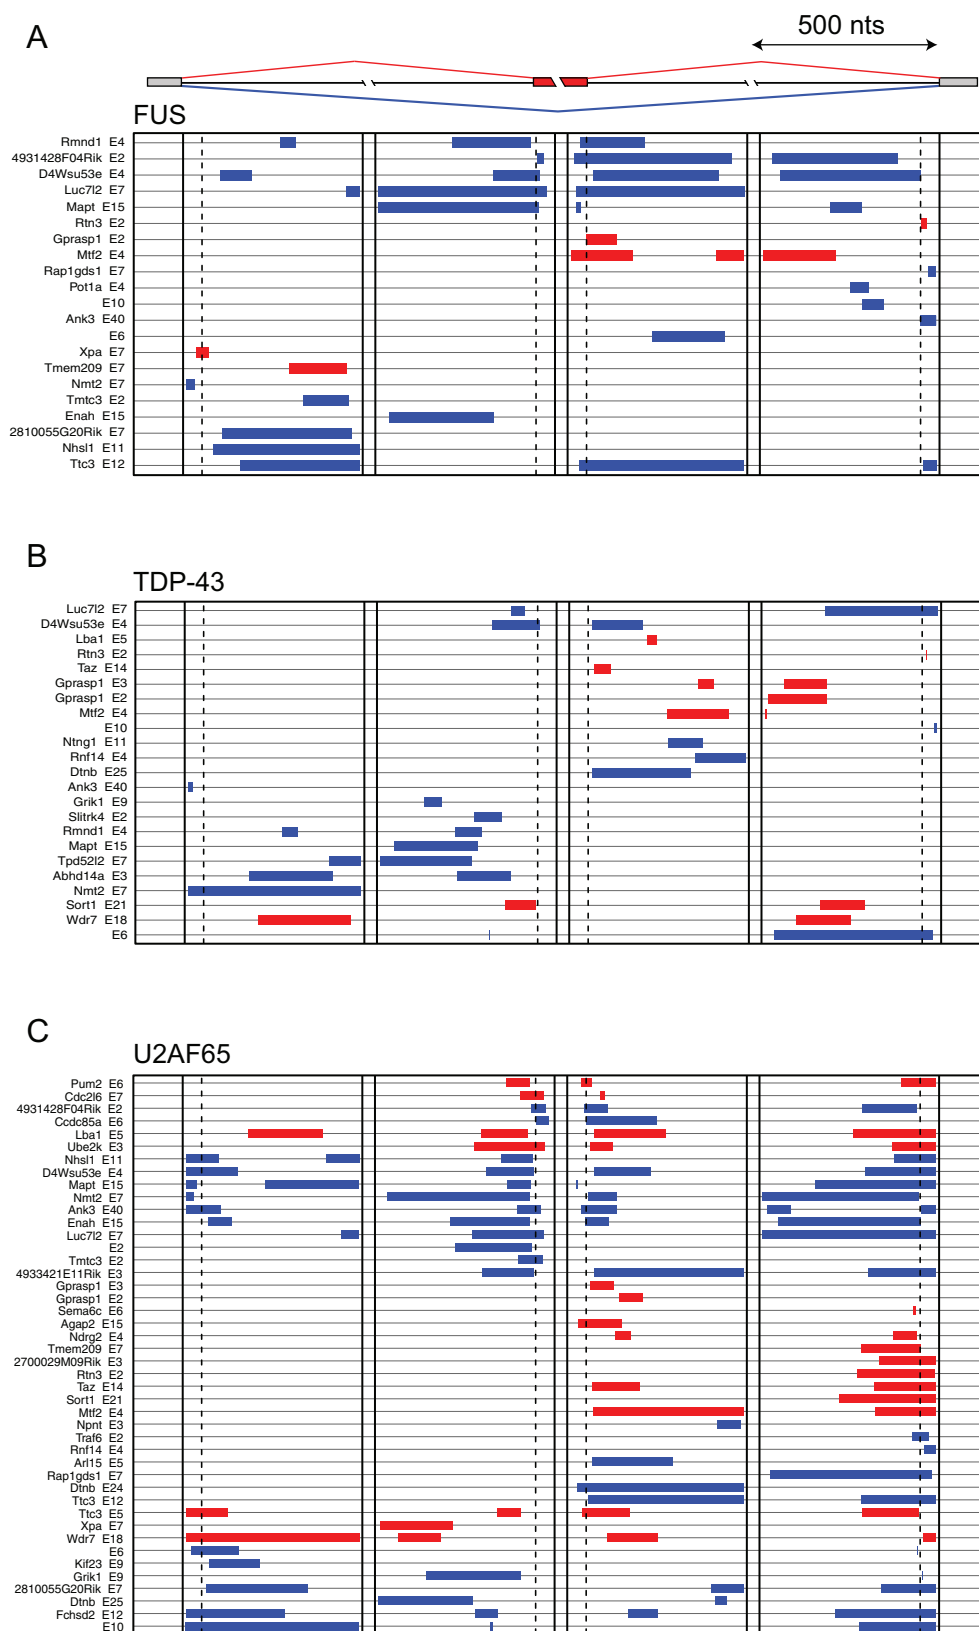 A
500 nts
FUS
Rmnd1 E4
4931428F04Rik E2
D4Wsu53e E4
Luc7l2 E7
Mapt E15
Rtn3 E2
Gprasp1 E2
Mtf2 E4
Rap1gds1 E7
Pot1a E4
E10
Ank3 E40
E6
Xpa E7
Tmem209 E7
Nmt2 E7
Tmtc3 E2
Enah E15
2810055G20Rik E7
Nhsl1 E11
Ttc3 E12
B
TDP-43
Luc7l2 E7
D4Wsu53e E4
Lba1 E5
Rtn3 E2
Taz E14
Gprasp1 E3
Gprasp1 E2
Mtf2 E4
E10
Ntng1 E11
Rnf14 E4
Dtnb E25
Ank3 E40
Grik1 E9
Slitrk4 E2
Rmnd1 E4
Mapt E15
Tpd52l2 E7
Abhd14a E3
Nmt2 E7
Sort1 E21
Wdr7 E18
E6
C
U2AF65
Pum2 E6
Cdc2l6 E7
4931428F04Rik E2
Ccdc85a E6
Lba1 E5
Ube2k E3
Nhsl1 E11
D4Wsu53e E4
Mapt E15
Nmt2 E7
Ank3 E40
Enah E15
Luc7l2 E7
E2
Tmtc3 E2
4933421E11Rik E3
Gprasp1 E3
Gprasp1 E2
Sema6c E6
Agap2 E15
Ndrg2 E4
Tmem209 E7
2700029M09Rik E3
Rtn3 E2
Taz E14
Sort1 E21
Mtf2 E4
Npnt E3
Traf6 E2
Rnf14 E4
Arl15 E5
Rap1gds1 E7
Dtnb E24
Ttc3 E12
Ttc3 E5
Xpa E7
Wdr7 E18
E6
Kif23 E9
Grik1 E9
2810055G20Rik E7
Dtnb E25
Fchsd2 E12
E10